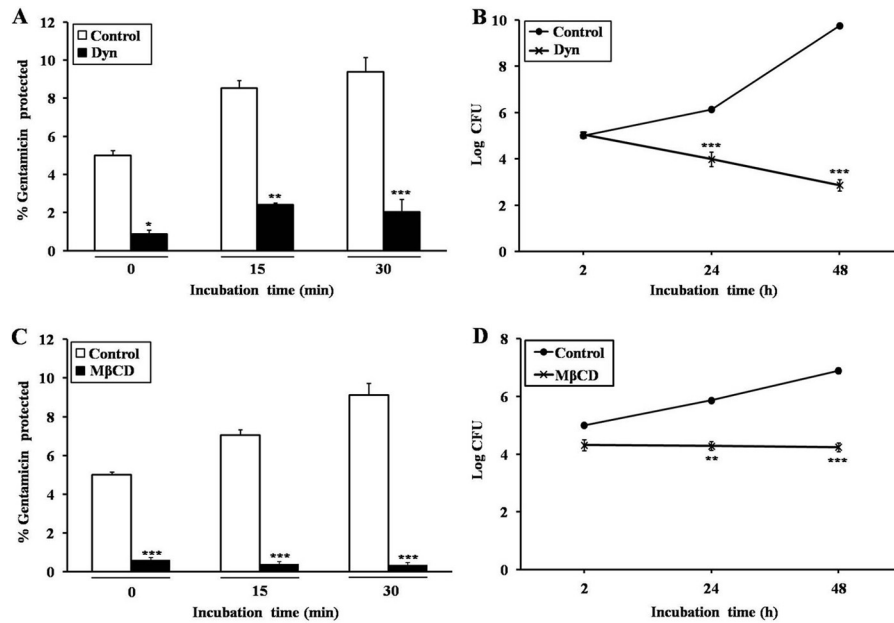 A
Control
Dyn
% Gentamicin protected
12
10
8
6
4
2
0
*
**
***
0 15 30
Incubation time (min)
B
Control
Dyn
Log CFU
10
8
6
4
2
0
***
***
2 24 48
Incubation time (h)
C
Control
MβCD
% Gentamicin protected
12
10
8
6
4
2
0
***
***
***
0 15 30
Incubation time (min)
D
Control
MβCD
Log CFU
8
6
4
2
0
**
***
2 24 48
Incubation time (h)